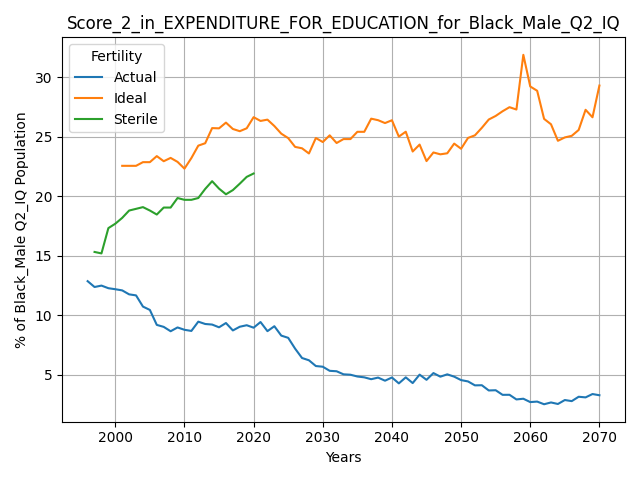 Score_2_in_EXPENDITURE_FOR_EDUCATION_for_Black_Male_Q2_IQ
Fertility
Actual
Ideal
Sterile
% of Black_Male Q2_IQ Population
30
25
20
15
10
5
2000 2010 2020 2030 2040 2050 2060 2070
Years